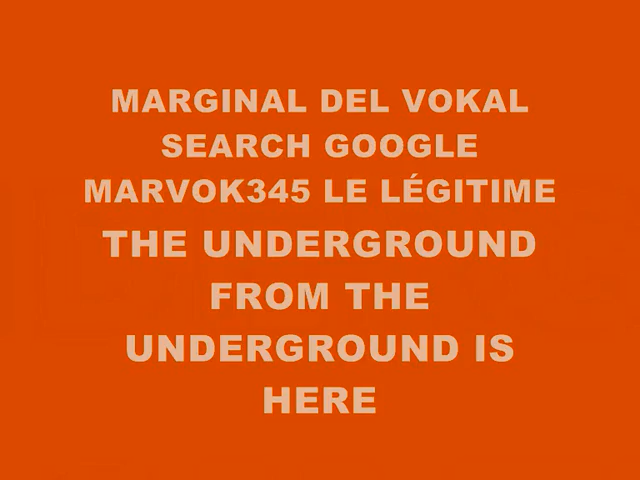 MARGINAL DEL VOKAL
SEARCH GOOGLE
MARVOK345 LE LÉGITIME
THE UNDERGROUND
FROM THE
UNDERGROUND IS
HERE